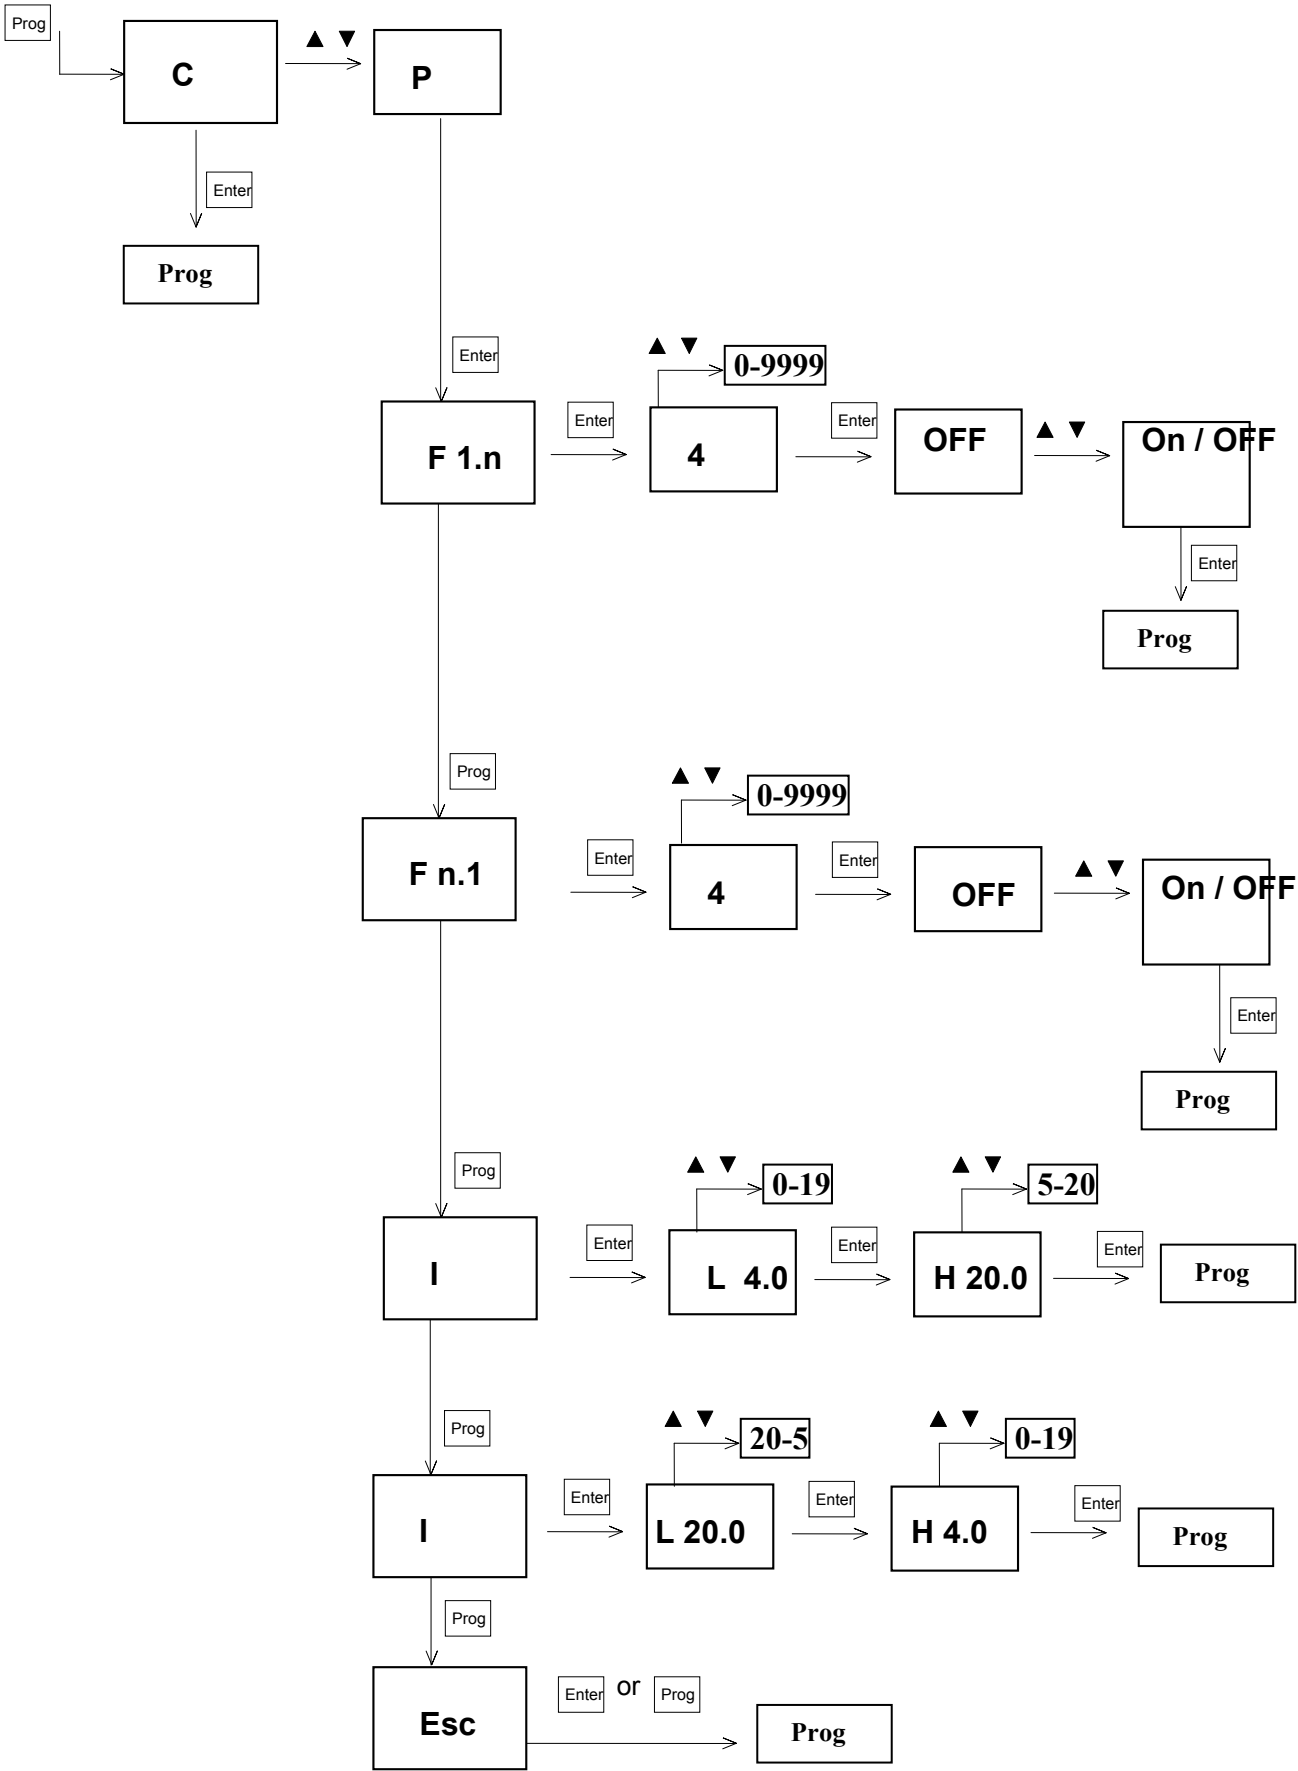 Prog
C
▲ ▼
P
Enter
Prog
Enter
▲ ▼
0-9999
F 1.n
Enter
4
Enter
OFF
▲ ▼
On / OFF
Enter
Prog
Prog
▲ ▼
0-9999
F n.1
Enter
4
Enter
OFF
▲ ▼
On / OFF
Enter
Prog
Prog
▲ ▼
0-19
▲ ▼
5-20
I
Enter
L 4.0
Enter
H 20.0
Enter
Prog
Prog
▲ ▼
20-5
▲ ▼
0-19
I
Enter
L 20.0
Enter
H 4.0
Enter
Prog
Prog
Esc
Enter or Prog
Prog